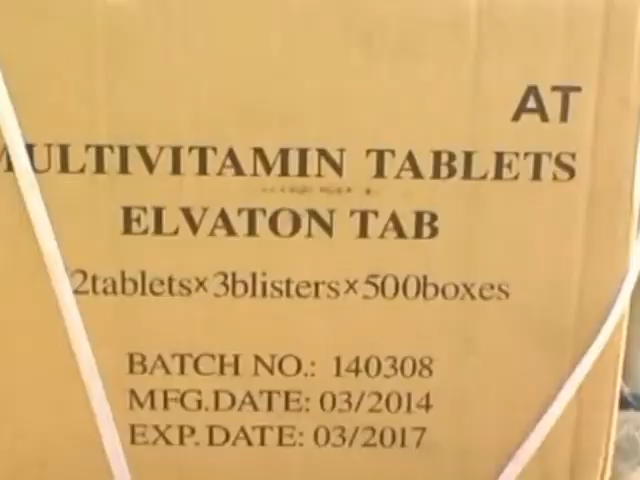 AT
MULTIVITAMIN TABLETS
ELVATON TAB
2tablets×3blisters×500boxes
BATCH NO.: 140308
MFG.DATE: 03/2014
EXP.DATE: 03/2017